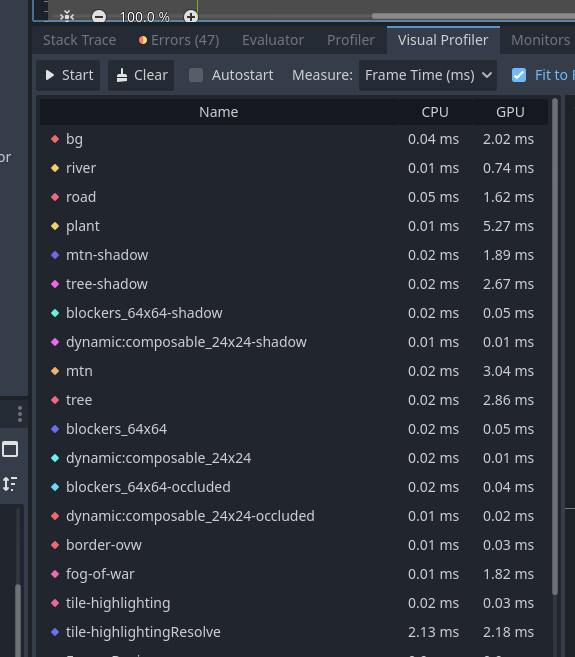 100.0 %
Stack Trace Errors (47) Evaluator Profiler Visual Profiler Monitors
Start Clear Autostart Measure: Frame Time (ms) Fit to
or
Name CPU GPU
bg 0.04 ms 2.02 ms
river 0.01 ms 0.74 ms
road 0.05 ms 1.62 ms
plant 0.01 ms 5.27 ms
mtn-shadow 0.02 ms 1.89 ms
tree-shadow 0.02 ms 2.67 ms
blockers_64x64-shadow 0.02 ms 0.05 ms
dynamic:composable_24x24-shadow 0.01 ms 0.01 ms
mtn 0.02 ms 3.04 ms
tree 0.02 ms 2.86 ms
blockers_64x64 0.02 ms 0.05 ms
dynamic:composable_24x24 0.02 ms 0.01 ms
blockers_64x64-occluded 0.02 ms 0.04 ms
dynamic:composable_24x24-occluded 0.01 ms 0.02 ms
border-ovw 0.01 ms 0.03 ms
fog-of-war 0.01 ms 1.82 ms
tile-highlighting 0.02 ms 0.03 ms
tile-highlightingResolve 2.13 ms 2.18 ms